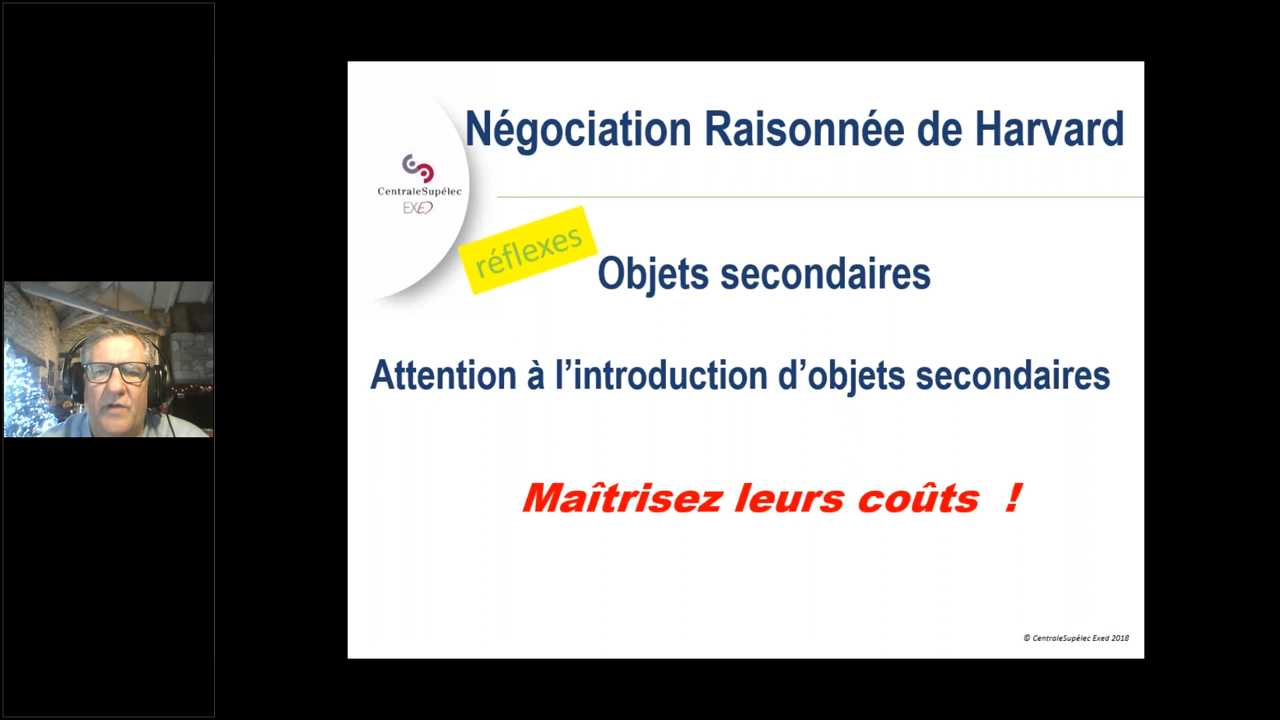 Négociation Raisonnée de Harvard
CentraleSupélec
EXED
réflexes
Objets secondaires
Attention à l’introduction d’objets secondaires
Maîtrisez leurs coûts !
© CentraleSupélec Exed 2018